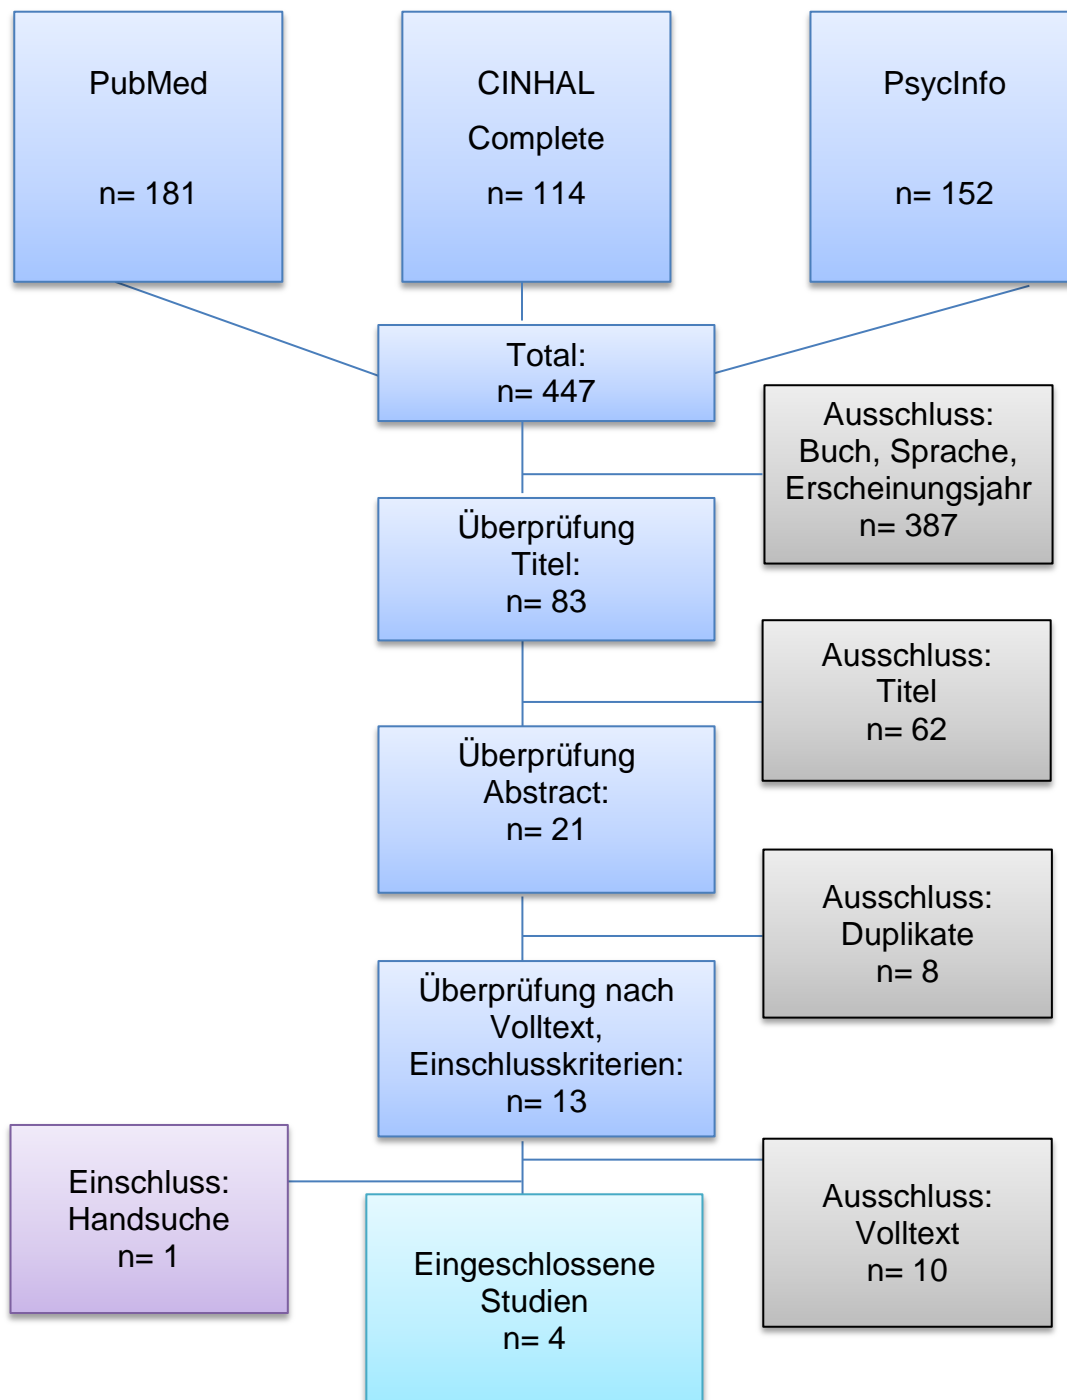 PubMed
n= 181
CINHAL
Complete
n= 114
PsycInfo
n= 152
Total:
n= 447
Ausschluss:
Buch, Sprache,
Erscheinungsjahr
n= 387
Überprüfung
Titel:
n= 83
Ausschluss:
Titel
n= 62
Überprüfung
Abstract:
n= 21
Ausschluss:
Duplikate
n= 8
Überprüfung nach
Volltext,
Einschlusskriterien:
n= 13
Einschluss:
Handsuche
n= 1
Ausschluss:
Volltext
n= 10
Eingeschlossene
Studien
n= 4